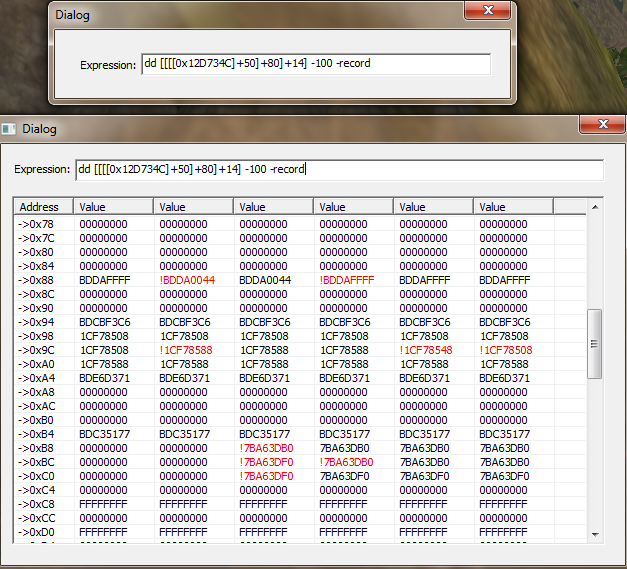 Dialog
Expression: dd [[[[0x12D734C]+50]+80]+14] -100 -record
Dialog
Expression: dd [[[[0x12D734C]+50]+80]+14] -100 -record
Address Value Value Value Value Value Value
->0x78 00000000 00000000 00000000 00000000 00000000 00000000
->0x7C 00000000 00000000 00000000 00000000 00000000 00000000
->0x80 00000000 00000000 00000000 00000000 00000000 00000000
->0x84 00000000 00000000 00000000 00000000 00000000 00000000
->0x88 BDDAFFFF !BDDA0044 BDDA0044 !BDDAFFFF BDDAFFFF BDDAFFFF
->0x8C 00000000 00000000 00000000 00000000 00000000 00000000
->0x90 00000000 00000000 00000000 00000000 00000000 00000000
->0x94 BDCBF3C6 BDCBF3C6 BDCBF3C6 BDCBF3C6 BDCBF3C6 BDCBF3C6
->0x98 1CF78508 1CF78508 1CF78508 1CF78508 1CF78508 1CF78508
->0x9C 1CF78508 !1CF78588 1CF78588 1CF78588 !1CF78548 !1CF78508
->0xA0 1CF78588 1CF78588 1CF78588 1CF78588 1CF78588 1CF78588
->0xA4 BDE6D371 BDE6D371 BDE6D371 BDE6D371 BDE6D371 BDE6D371
->0xA8 00000000 00000000 00000000 00000000 00000000 00000000
->0xAC 00000000 00000000 00000000 00000000 00000000 00000000
->0xB0 00000000 00000000 00000000 00000000 00000000 00000000
->0xB4 BDC35177 BDC35177 BDC35177 BDC35177 BDC35177 BDC35177
->0xB8 00000000 00000000 !7BA63DB0 7BA63DB0 7BA63DB0 7BA63DB0
->0xBC 00000000 00000000 !7BA63DF0 !7BA63DB0 7BA63DB0 7BA63DB0
->0xC0 00000000 00000000 !7BA63DF0 7BA63DF0 7BA63DF0 7BA63DF0
->0xC4 00000000 00000000 00000000 00000000 00000000 00000000
->0xC8 FFFFFFFF FFFFFFFF FFFFFFFF FFFFFFFF FFFFFFFF FFFFFFFF
->0xCC 00000000 00000000 00000000 00000000 00000000 00000000
->0xD0 FFFFFFFF FFFFFFFF FFFFFFFF FFFFFFFF FFFFFFFF FFFFFFFF